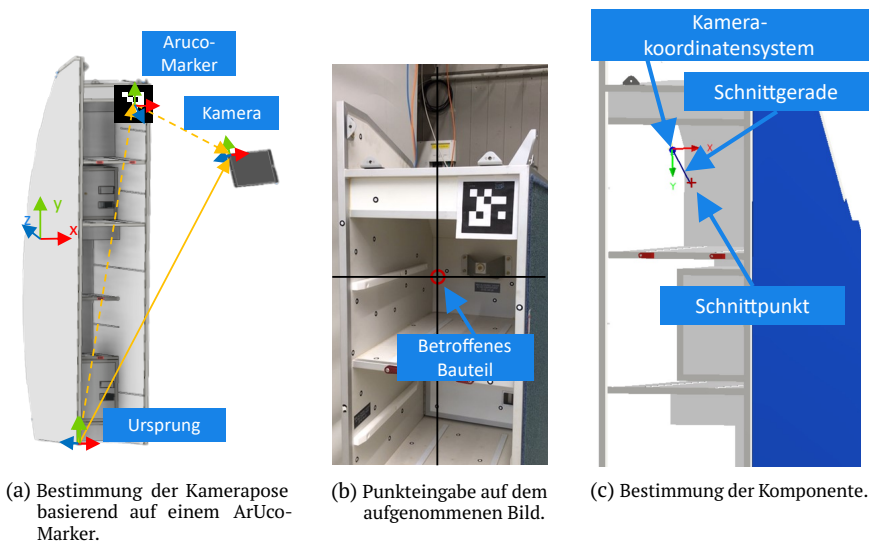 Aruco-
Marker
Kamera
y
z
x
Ursprung
(a) Bestimmung der Kamerapose
basierend auf einem ArUco-
Marker.
Betroffenes
Bauteil
(b) Punkteingabe auf dem
aufgenommenen Bild.
Kamera-
koordinatensystem
Schnittgerade
X
Y
Schnittpunkt
(c) Bestimmung der Komponente.